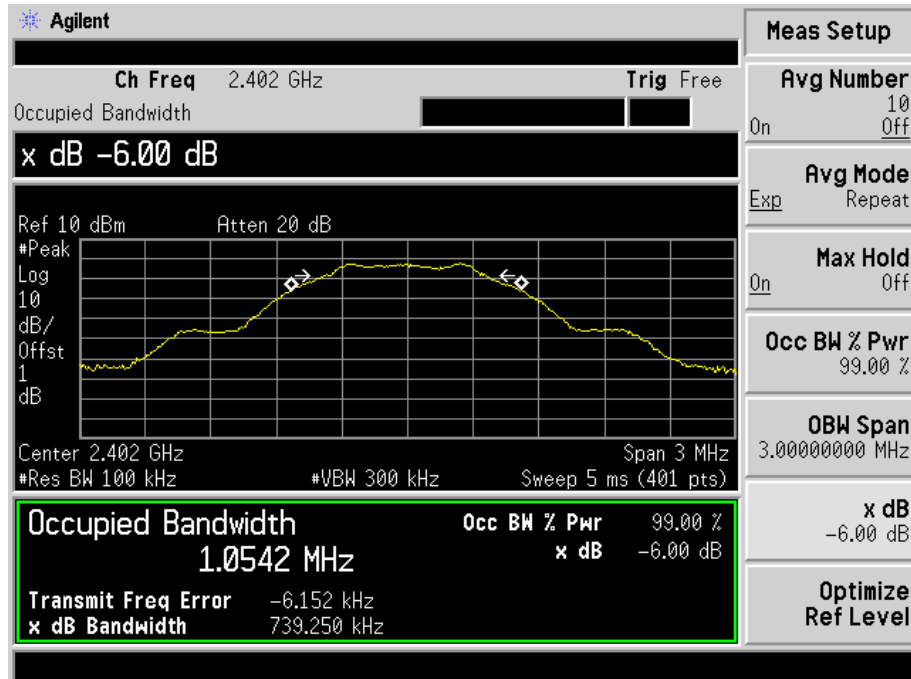 Agilent
Ch Freq 2.402 GHz Trig Free
Occupied Bandwidth
x dB -6.00 dB
Ref 10 dBm Atten 20 dB
#Peak
Log
10
dB/
Offst
1
dB
Center 2.402 GHz Span 3 MHz
#Res BW 100 kHz #VBW 300 kHz Sweep 5 ms (401 pts)
Occupied Bandwidth Occ BW % Pwr 99.00 %
1.0542 MHz x dB -6.00 dB
Transmit Freq Error -6.152 kHz
x dB Bandwidth 739.250 kHz
Meas Setup
Avg Number
10
On Off
Avg Mode
Exp Repeat
Max Hold
On Off
Occ BW % Pwr
99.00 %
OBW Span
3.00000000 MHz
x dB
-6.00 dB
Optimize
Ref Level